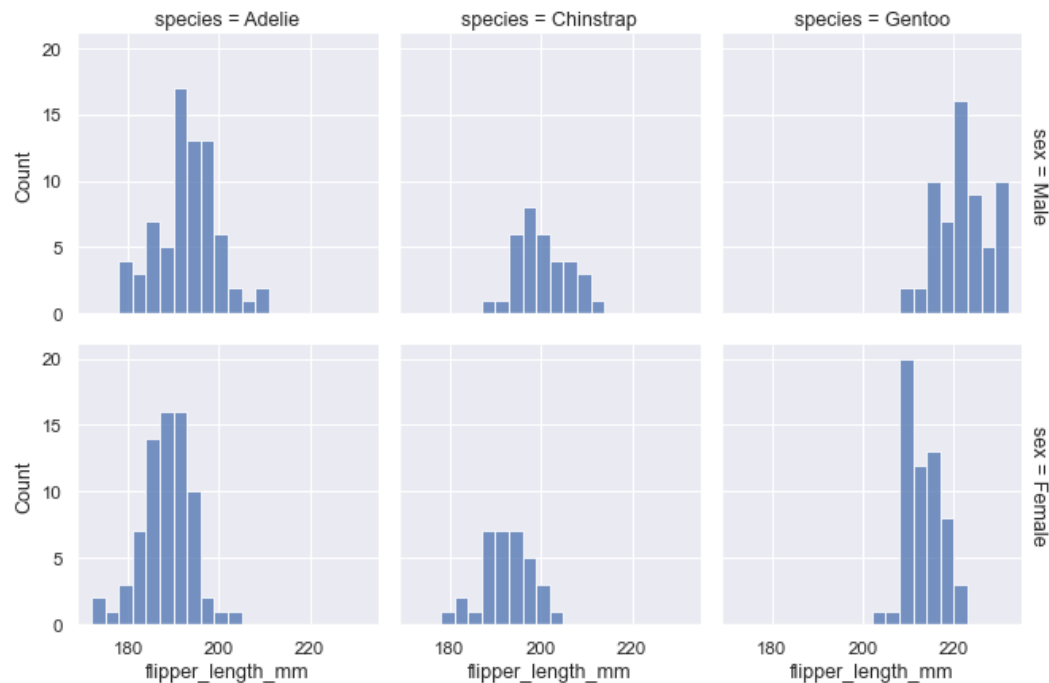 species = Adelie
species = Chinstrap
species = Gentoo
20
15
10
5
0
Count
sex = Male
20
15
10
5
0
Count
sex = Female
180 200 220
180 200 220
180 200 220
flipper_length_mm
flipper_length_mm
flipper_length_mm